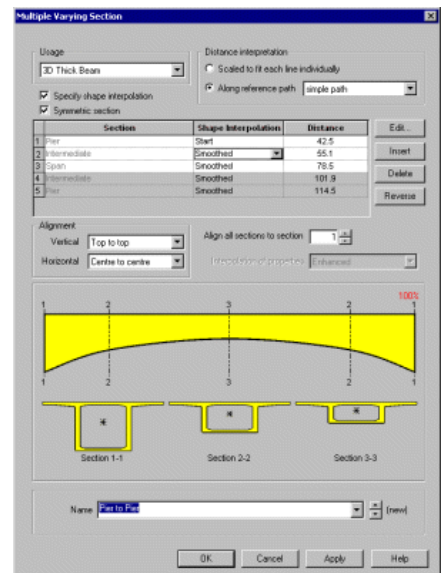 Multiple Varying Section
Usage
3D Thick Beam
Distance interpretation
Scaled to fit each line individually
Along reference path simple path
Specify shape interpolation
Symmetric section
Section Shape Interpolation Distance
1 Pier Start 42.5
2 Intermediate Smoothed 55.1
3 Span Smoothed 78.5
4 Intermediate Smoothed 101.9
5 Pier Smoothed 114.5
Edit...
Insert
Delete
Reverse
Alignment
Vertical Top to top
Horizontal Centre to centre
Align all sections to section 1
Interpolation of properties Enhanced
100%
1 2 3 2 1
1 2 3 2 1
Section 1-1 Section 2-2 Section 3-3
Name Pier to Pier (new)
OK Cancel Apply Help